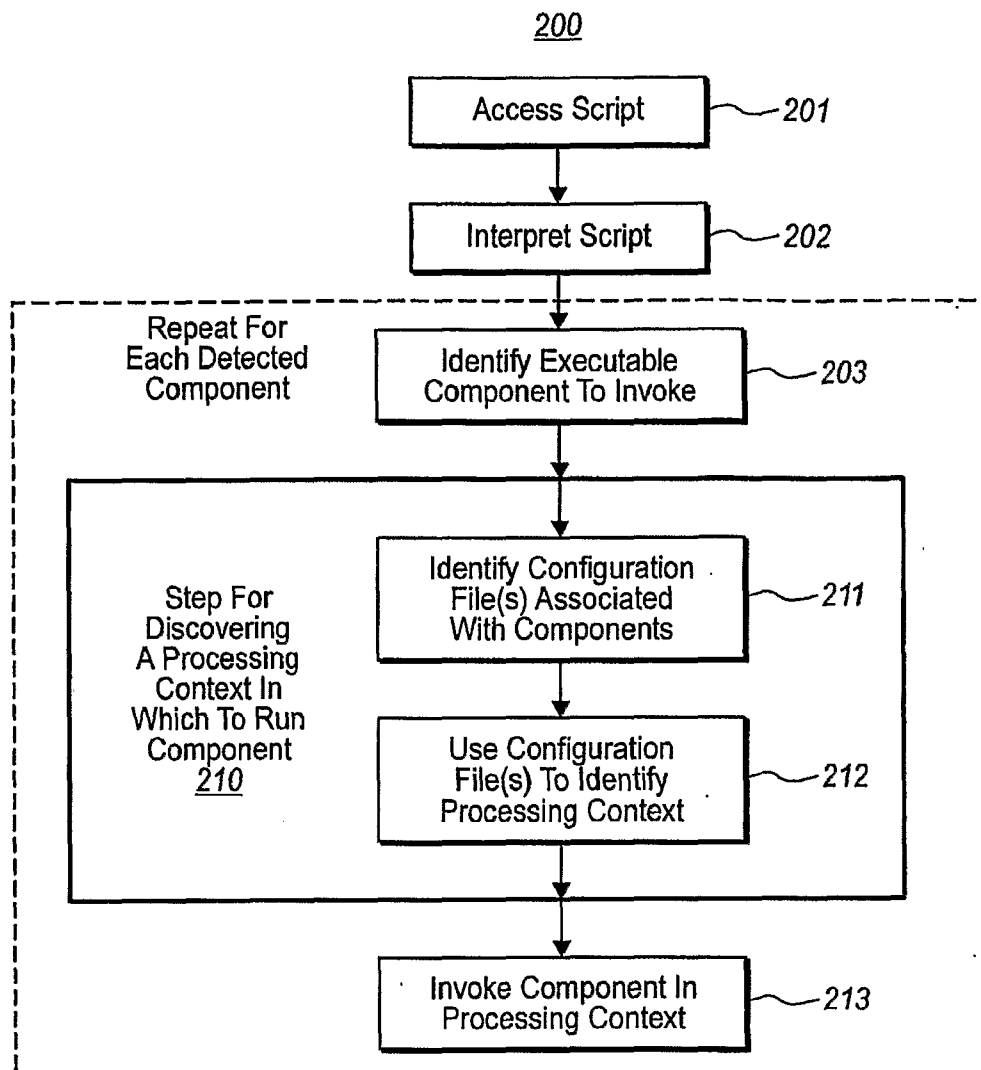 200
Access Script
201
Interpret Script
202
Repeat For
Each Detected
Component
Identify Executable
Component To Invoke
203
Step For
Discovering
A Processing
Context In
Which To Run
Component
210
Identify Configuration
File(s) Associated
With Components
211
Use Configuration
File(s) To Identify
Processing Context
212
Invoke Component In
Processing Context
213